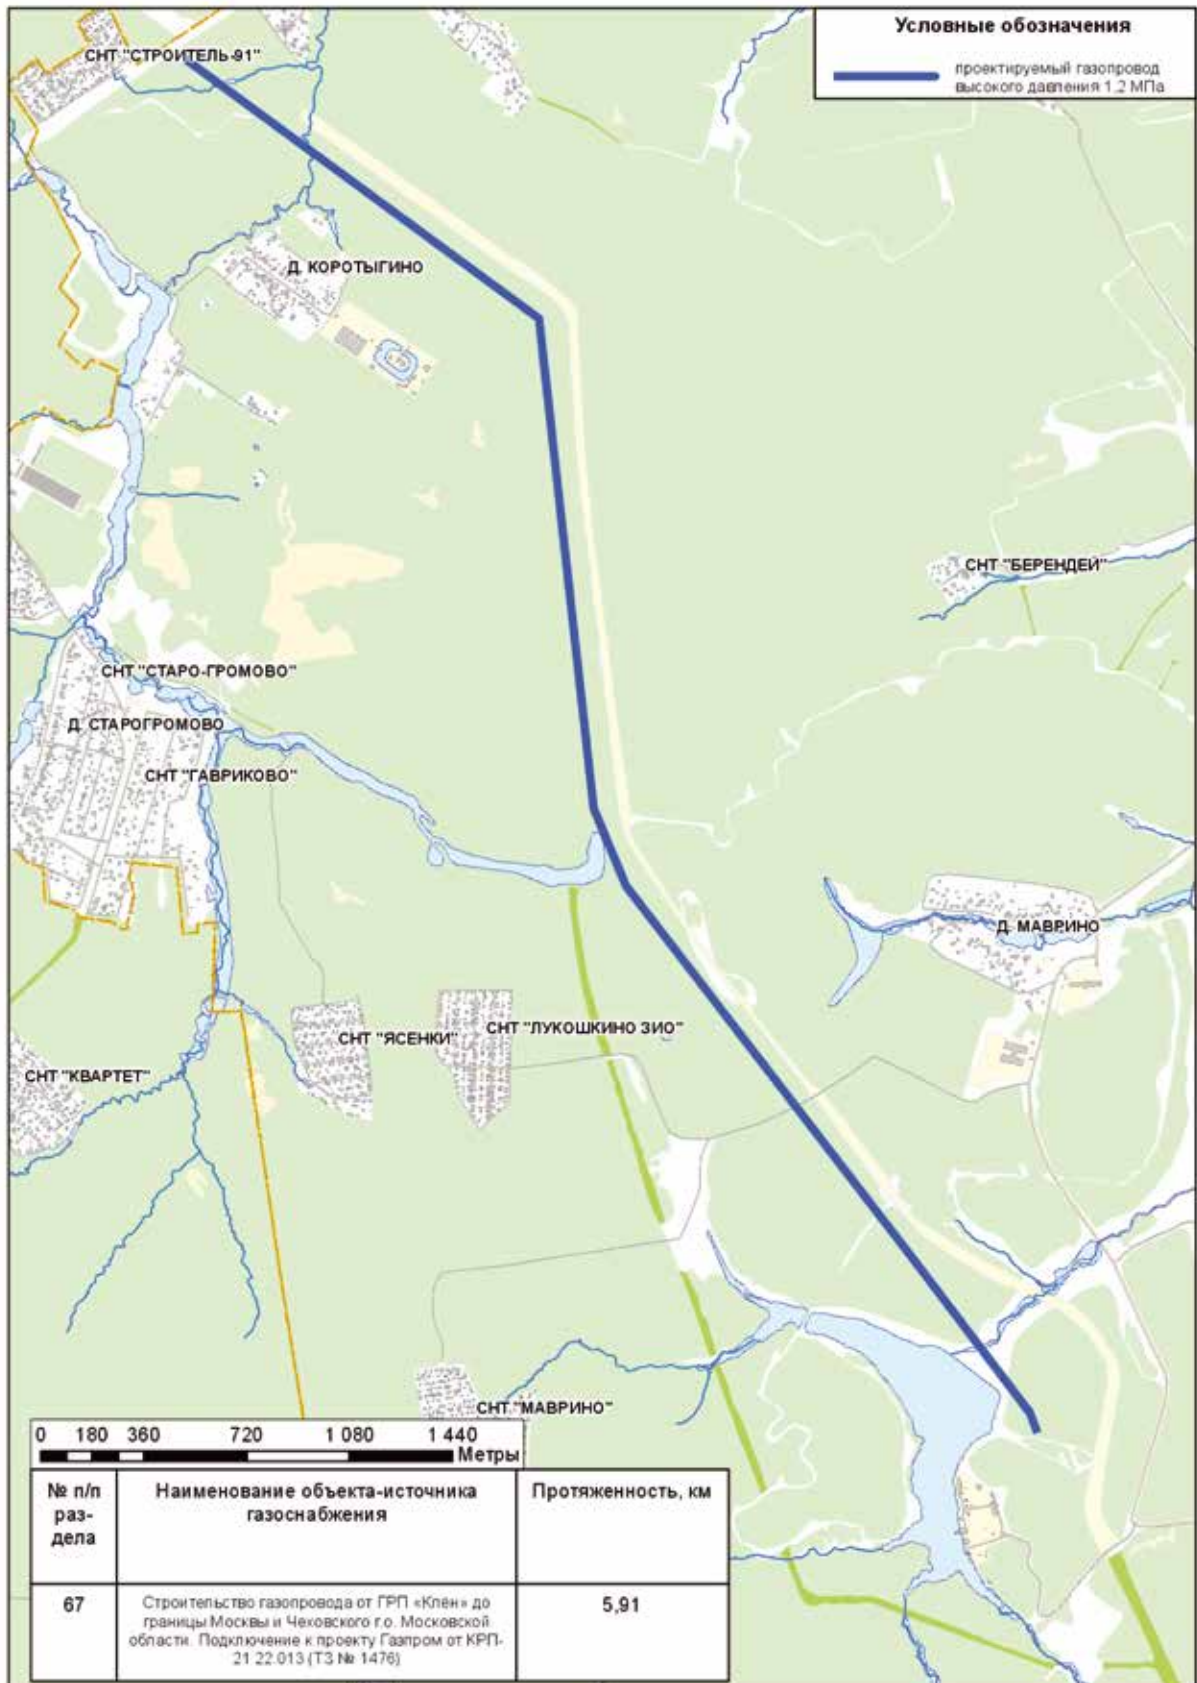 Условные обозначения
проектируемый газопровод
высокого давления 1,2 МПа
СНТ "СТРОИТЕЛЬ-91"
Д. КОРОТЫГИНО
СНТ "БЕРЕНДЕЙ"
СНТ "СТАРО-ГРОМОВО"
Д. СТАРОГРОМОВО
СНТ "ГАВРИКОВО"
Д. МАВРИНО
СНТ "ЛУКОШКИНО ЗИО"
СНТ "ЯСЕНКИ"
СНТ "КВАРТЕТ"
СНТ "МАВРИНО"
0 180 360 720 1 080 1 440
Метры
№ п/п
раз-
дела
Наименование объекта-источника
газоснабжения
Протяженность, км
67
Строительство газопровода от ГРП «Клён» до
границы Москвы и Чеховского г.о. Московской
области. Подключение к проекту Газпром от КРП-
21 22.013 (ТЗ № 1476)
5,91